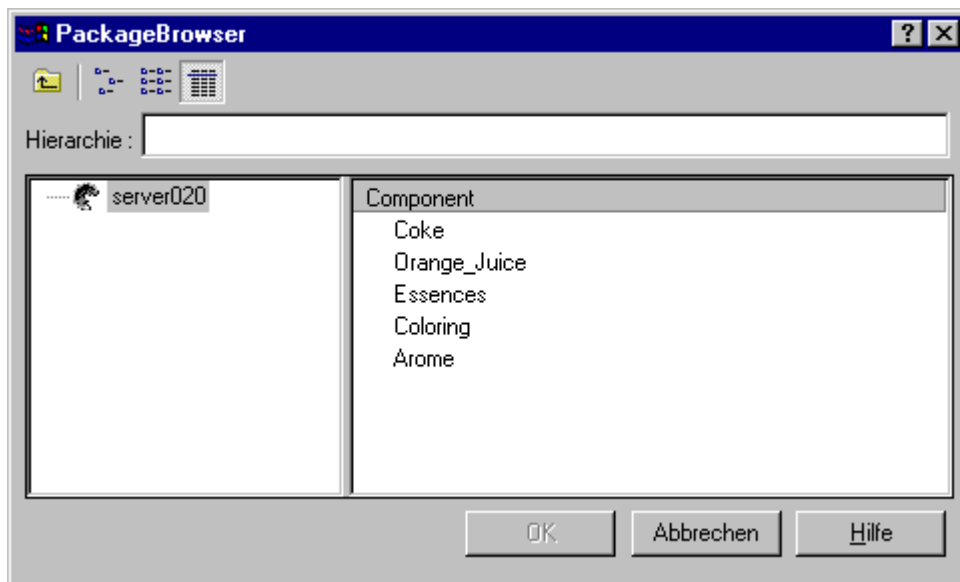 PackageBrowser
Hierarchie :
server020
Component
Coke
Orange_Juice
Essences
Coloring
Arome
OK Abbrechen Hilfe